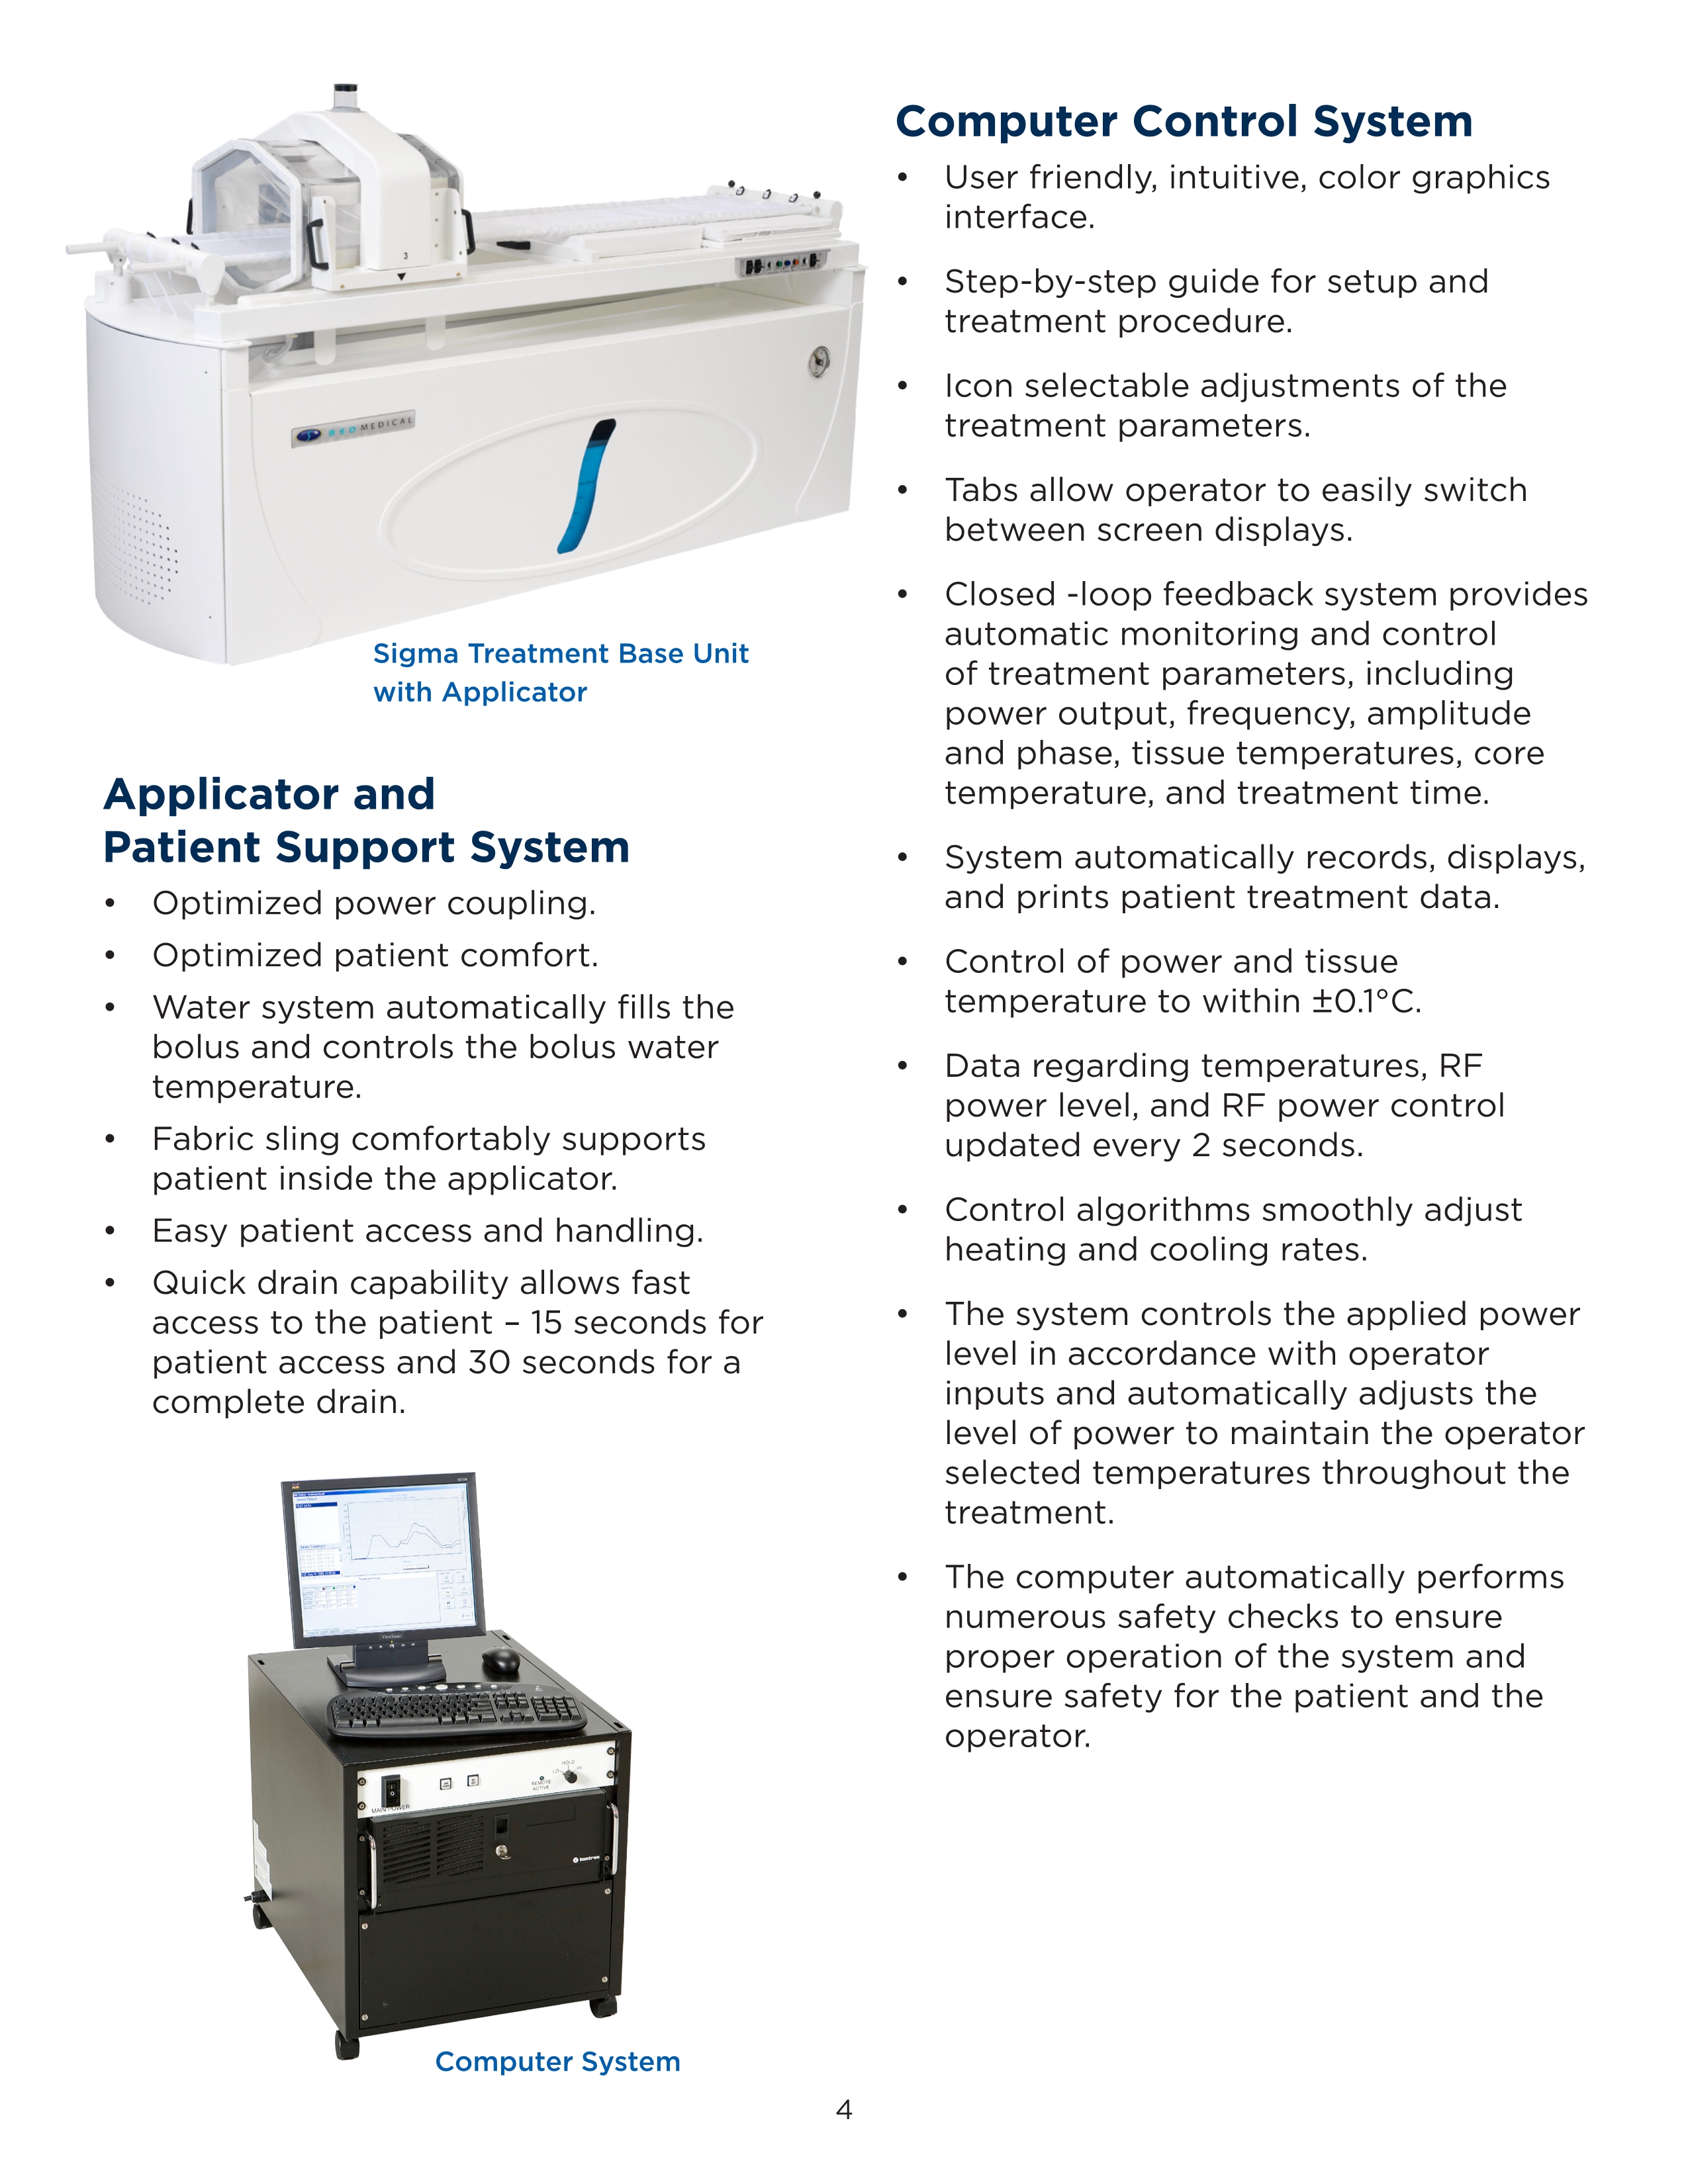 3
BSD MEDICAL
Sigma Treatment Base Unit
with Applicator
Applicator and
Patient Support System
• Optimized power coupling.
• Optimized patient comfort.
• Water system automatically fills the
bolus and controls the bolus water
temperature.
• Fabric sling comfortably supports
patient inside the applicator.
• Easy patient access and handling.
• Quick drain capability allows fast
access to the patient – 15 seconds for
patient access and 30 seconds for a
complete drain.
HOLD
LO
REMOTE
ACTIVE
MAIN POWER
kontron
Computer System
Computer Control System
• User friendly, intuitive, color graphics
interface.
• Step-by-step guide for setup and
treatment procedure.
• Icon selectable adjustments of the
treatment parameters.
• Tabs allow operator to easily switch
between screen displays.
• Closed -loop feedback system provides
automatic monitoring and control
of treatment parameters, including
power output, frequency, amplitude
and phase, tissue temperatures, core
temperature, and treatment time.
• System automatically records, displays,
and prints patient treatment data.
• Control of power and tissue
temperature to within ±0.1°C.
• Data regarding temperatures, RF
power level, and RF power control
updated every 2 seconds.
• Control algorithms smoothly adjust
heating and cooling rates.
• The system controls the applied power
level in accordance with operator
inputs and automatically adjusts the
level of power to maintain the operator
selected temperatures throughout the
treatment.
• The computer automatically performs
numerous safety checks to ensure
proper operation of the system and
ensure safety for the patient and the
operator.
4